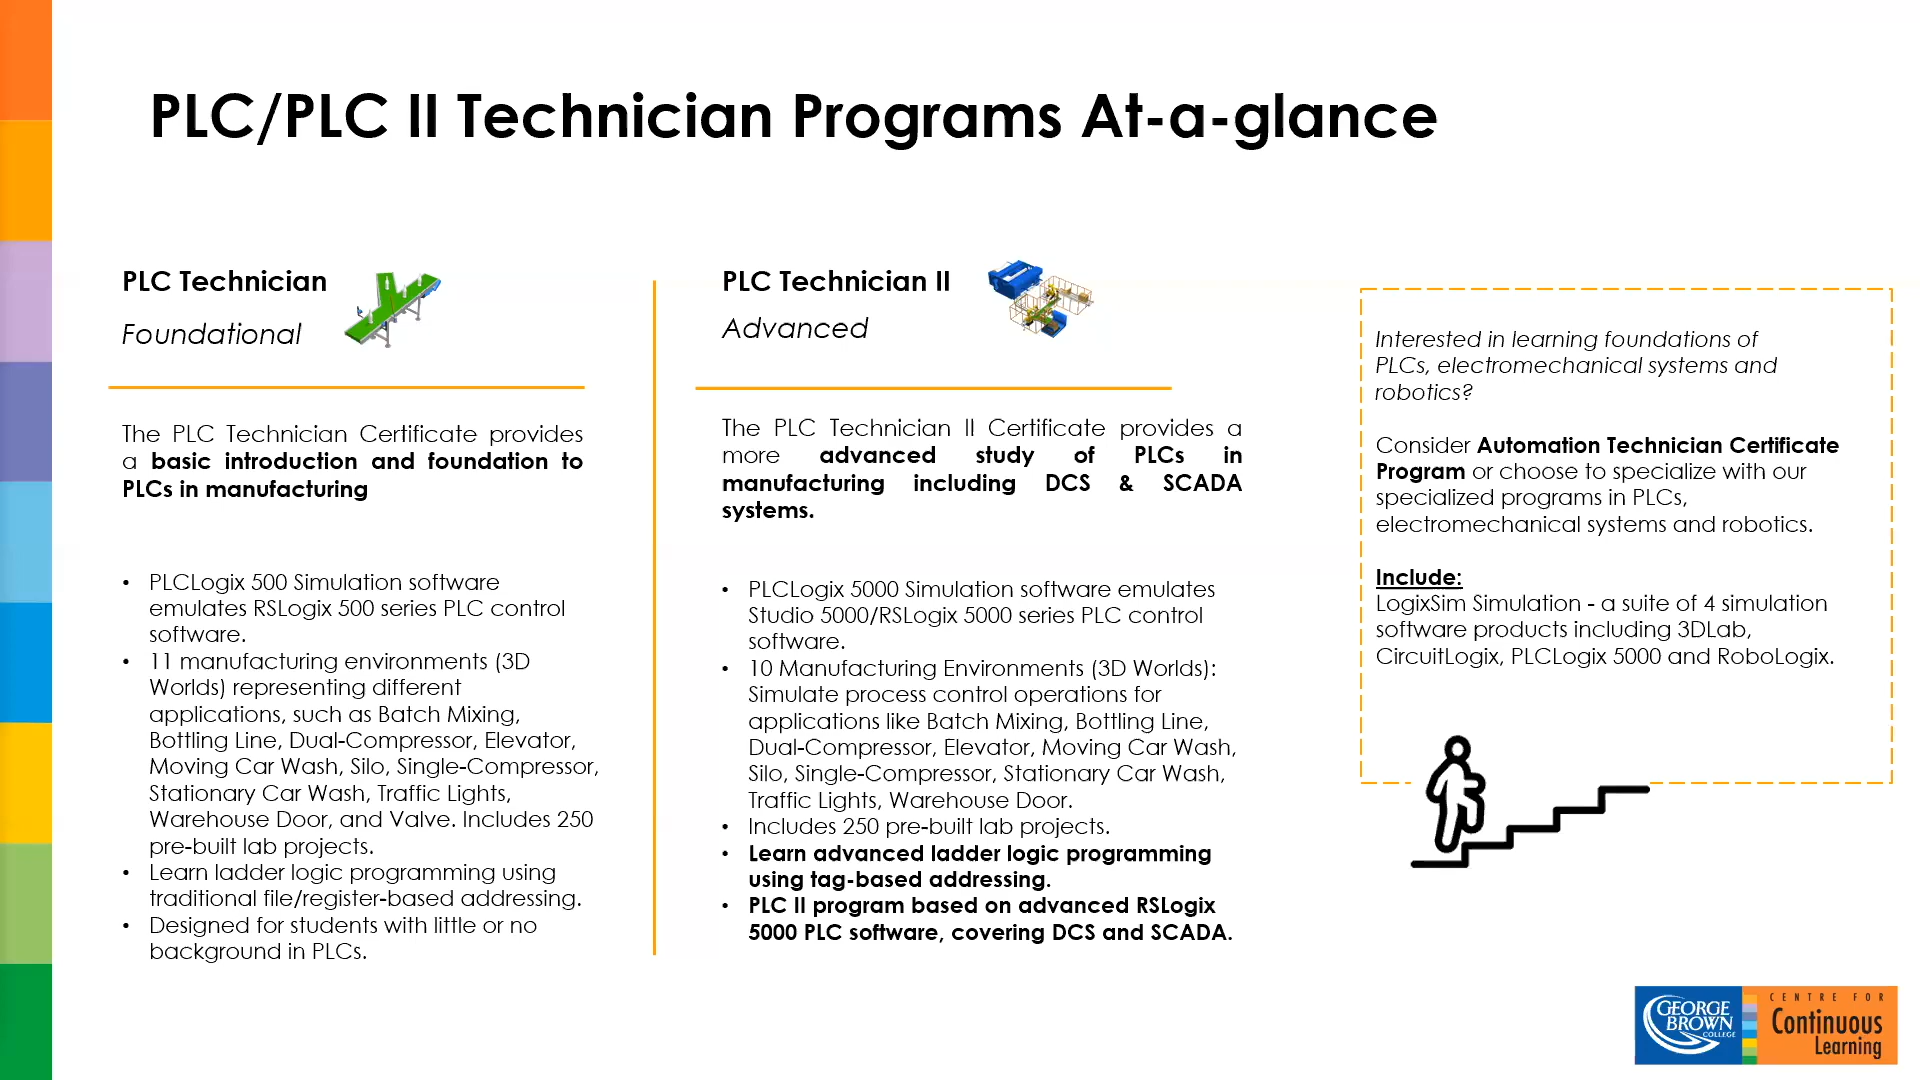 PLC/PLC II Technician Programs At-a-glance
PLC Technician
Foundational
The PLC Technician Certificate provides
a basic introduction and foundation to
PLCs in manufacturing
• PLCLogix 500 Simulation software
emulates RSLogix 500 series PLC control
software.
• 11 manufacturing environments (3D
Worlds) representing different
applications, such as Batch Mixing,
Bottling Line, Dual-Compressor, Elevator,
Moving Car Wash, Silo, Single-Compressor,
Stationary Car Wash, Traffic Lights,
Warehouse Door, and Valve. Includes 250
pre-built lab projects.
• Learn ladder logic programming using
traditional file/register-based addressing.
• Designed for students with little or no
background in PLCs.
PLC Technician II
Advanced
The PLC Technician II Certificate provides a
more advanced study of PLCs in
manufacturing including DCS & SCADA
systems.
• PLCLogix 5000 Simulation software emulates
Studio 5000/RSLogix 5000 series PLC control
software.
• 10 Manufacturing Environments (3D Worlds):
Simulate process control operations for
applications like Batch Mixing, Bottling Line,
Dual-Compressor, Elevator, Moving Car Wash,
Silo, Single-Compressor, Stationary Car Wash,
Traffic Lights, Warehouse Door.
• Includes 250 pre-built lab projects.
• Learn advanced ladder logic programming
using tag-based addressing.
• PLC II program based on advanced RSLogix
5000 PLC software, covering DCS and SCADA.
Interested in learning foundations of
PLCs, electromechanical systems and
robotics?
Consider Automation Technician Certificate
Program or choose to specialize with our
specialized programs in PLCs,
electromechanical systems and robotics.
Include:
LogixSim Simulation - a suite of 4 simulation
software products including 3DLab,
CircuitLogix, PLCLogix 5000 and RoboLogix.
GEORGE
BROWN
COLLEGE
CENTRE FOR
Continuous
Learning